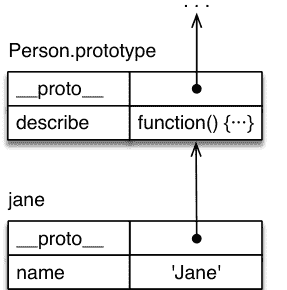 . . .
Person.prototype
__proto__
describe function() {···}
jane
__proto__
name 'Jane'